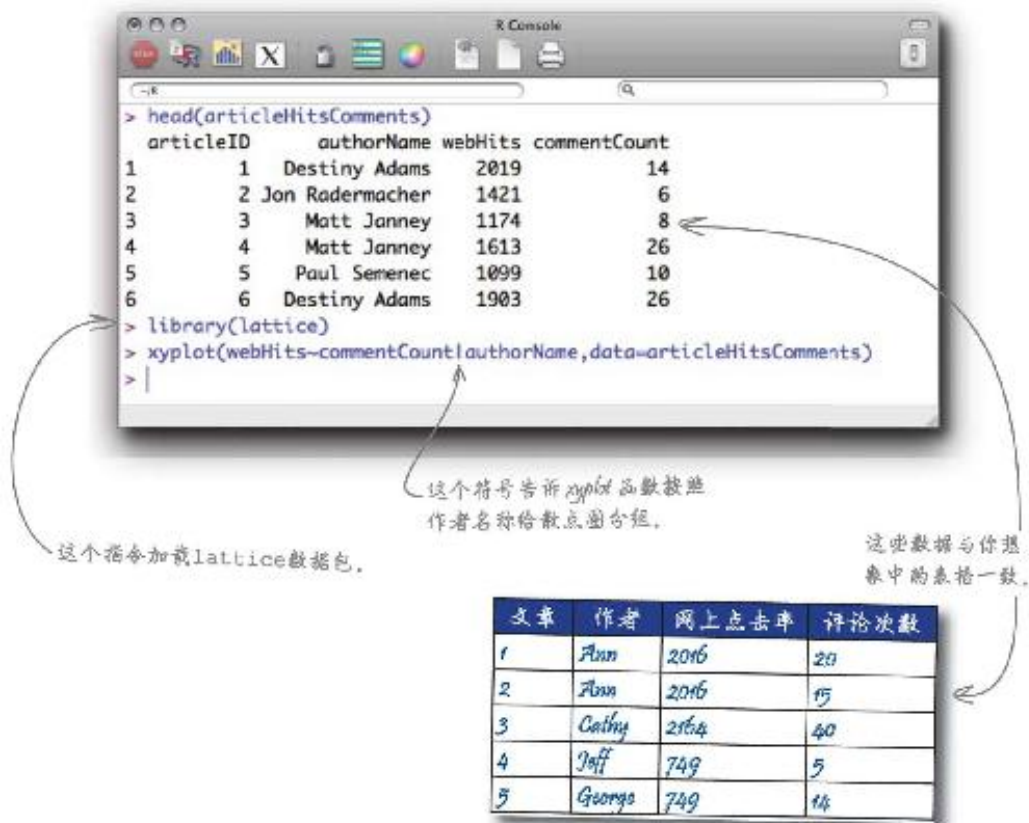 R Console
STOP
X
~/R
> head(articleHitsComments)
articleID authorName webHits commentCount
1 1 Destiny Adams 2019 14
2 2 Jon Radermacher 1421 6
3 3 Matt Janney 1174 8
4 4 Matt Janney 1613 26
5 5 Paul Semenec 1099 10
6 6 Destiny Adams 1903 26
> library(lattice)
> xyplot(webHits~commentCount|authorName,data=articleHitsComments)
>
这个符号告诉 xyplot 函数按照
作者名称给散点图分组。
这个指令加载lattice数据包。
这些数据与你想
象中的表格一致。
文章 作者 网上点击率 评论次数
1 Ann 2016 20
2 Ann 2016 15
3 Cathy 2164 40
4 Jeff 749 5
5 George 749 14